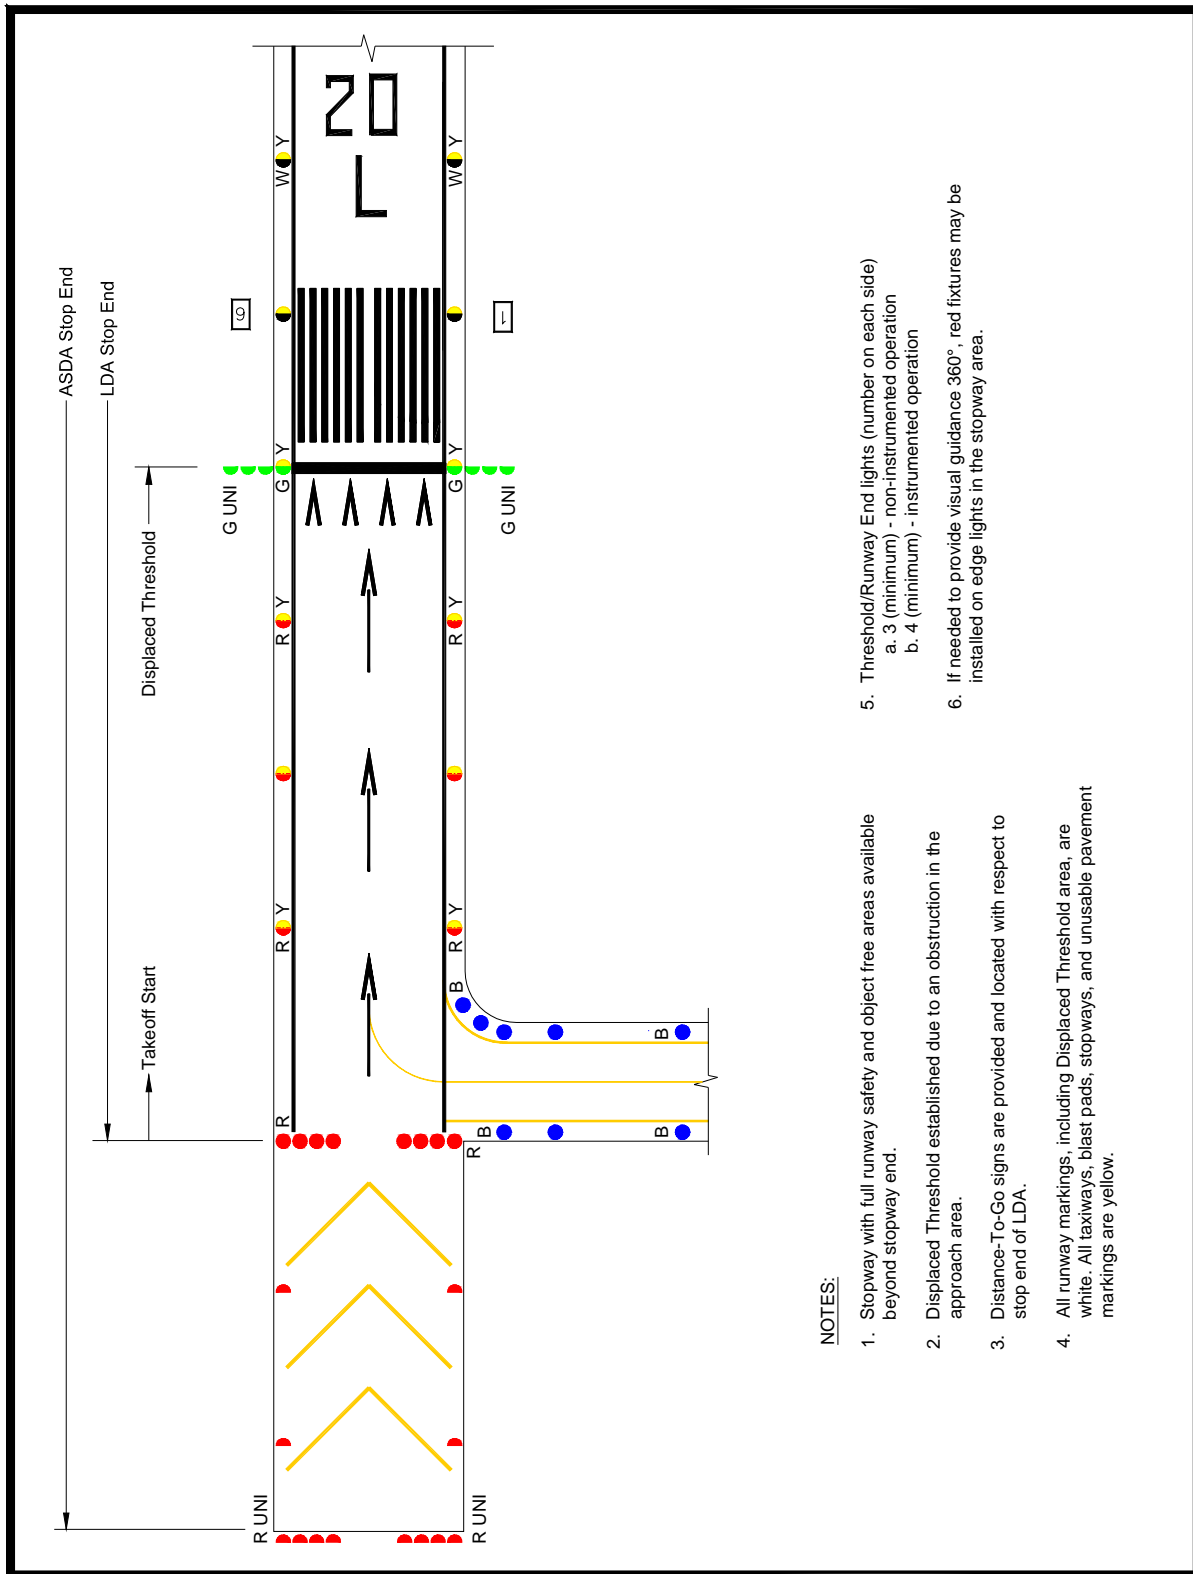 ASDA Stop End
LDA Stop End
Displaced Threshold
Takeoff Start
R UNI
R
R Y
R Y
G UNI
G Y
W Y
9
20
L
R UNI
R
B
B
B
B
R Y
R Y
G UNI
G Y
W Y
1
NOTES:
1. Stopway with full runway safety and object free areas available
beyond stopway end.
2. Displaced Threshold established due to an obstruction in the
approach area.
3. Distance-To-Go signs are provided and located with respect to
stop end of LDA.
4. All runway markings, including Displaced Threshold area, are
white. All taxiways, blast pads, stopways, and unusable pavement
markings are yellow.
5. Threshold/Runway End lights (number on each side)
a. 3 (minimum) - non-instrumented operation
b. 4 (minimum) - instrumented operation
6. If needed to provide visual guidance 360°, red fixtures may be
installed on edge lights in the stopway area.